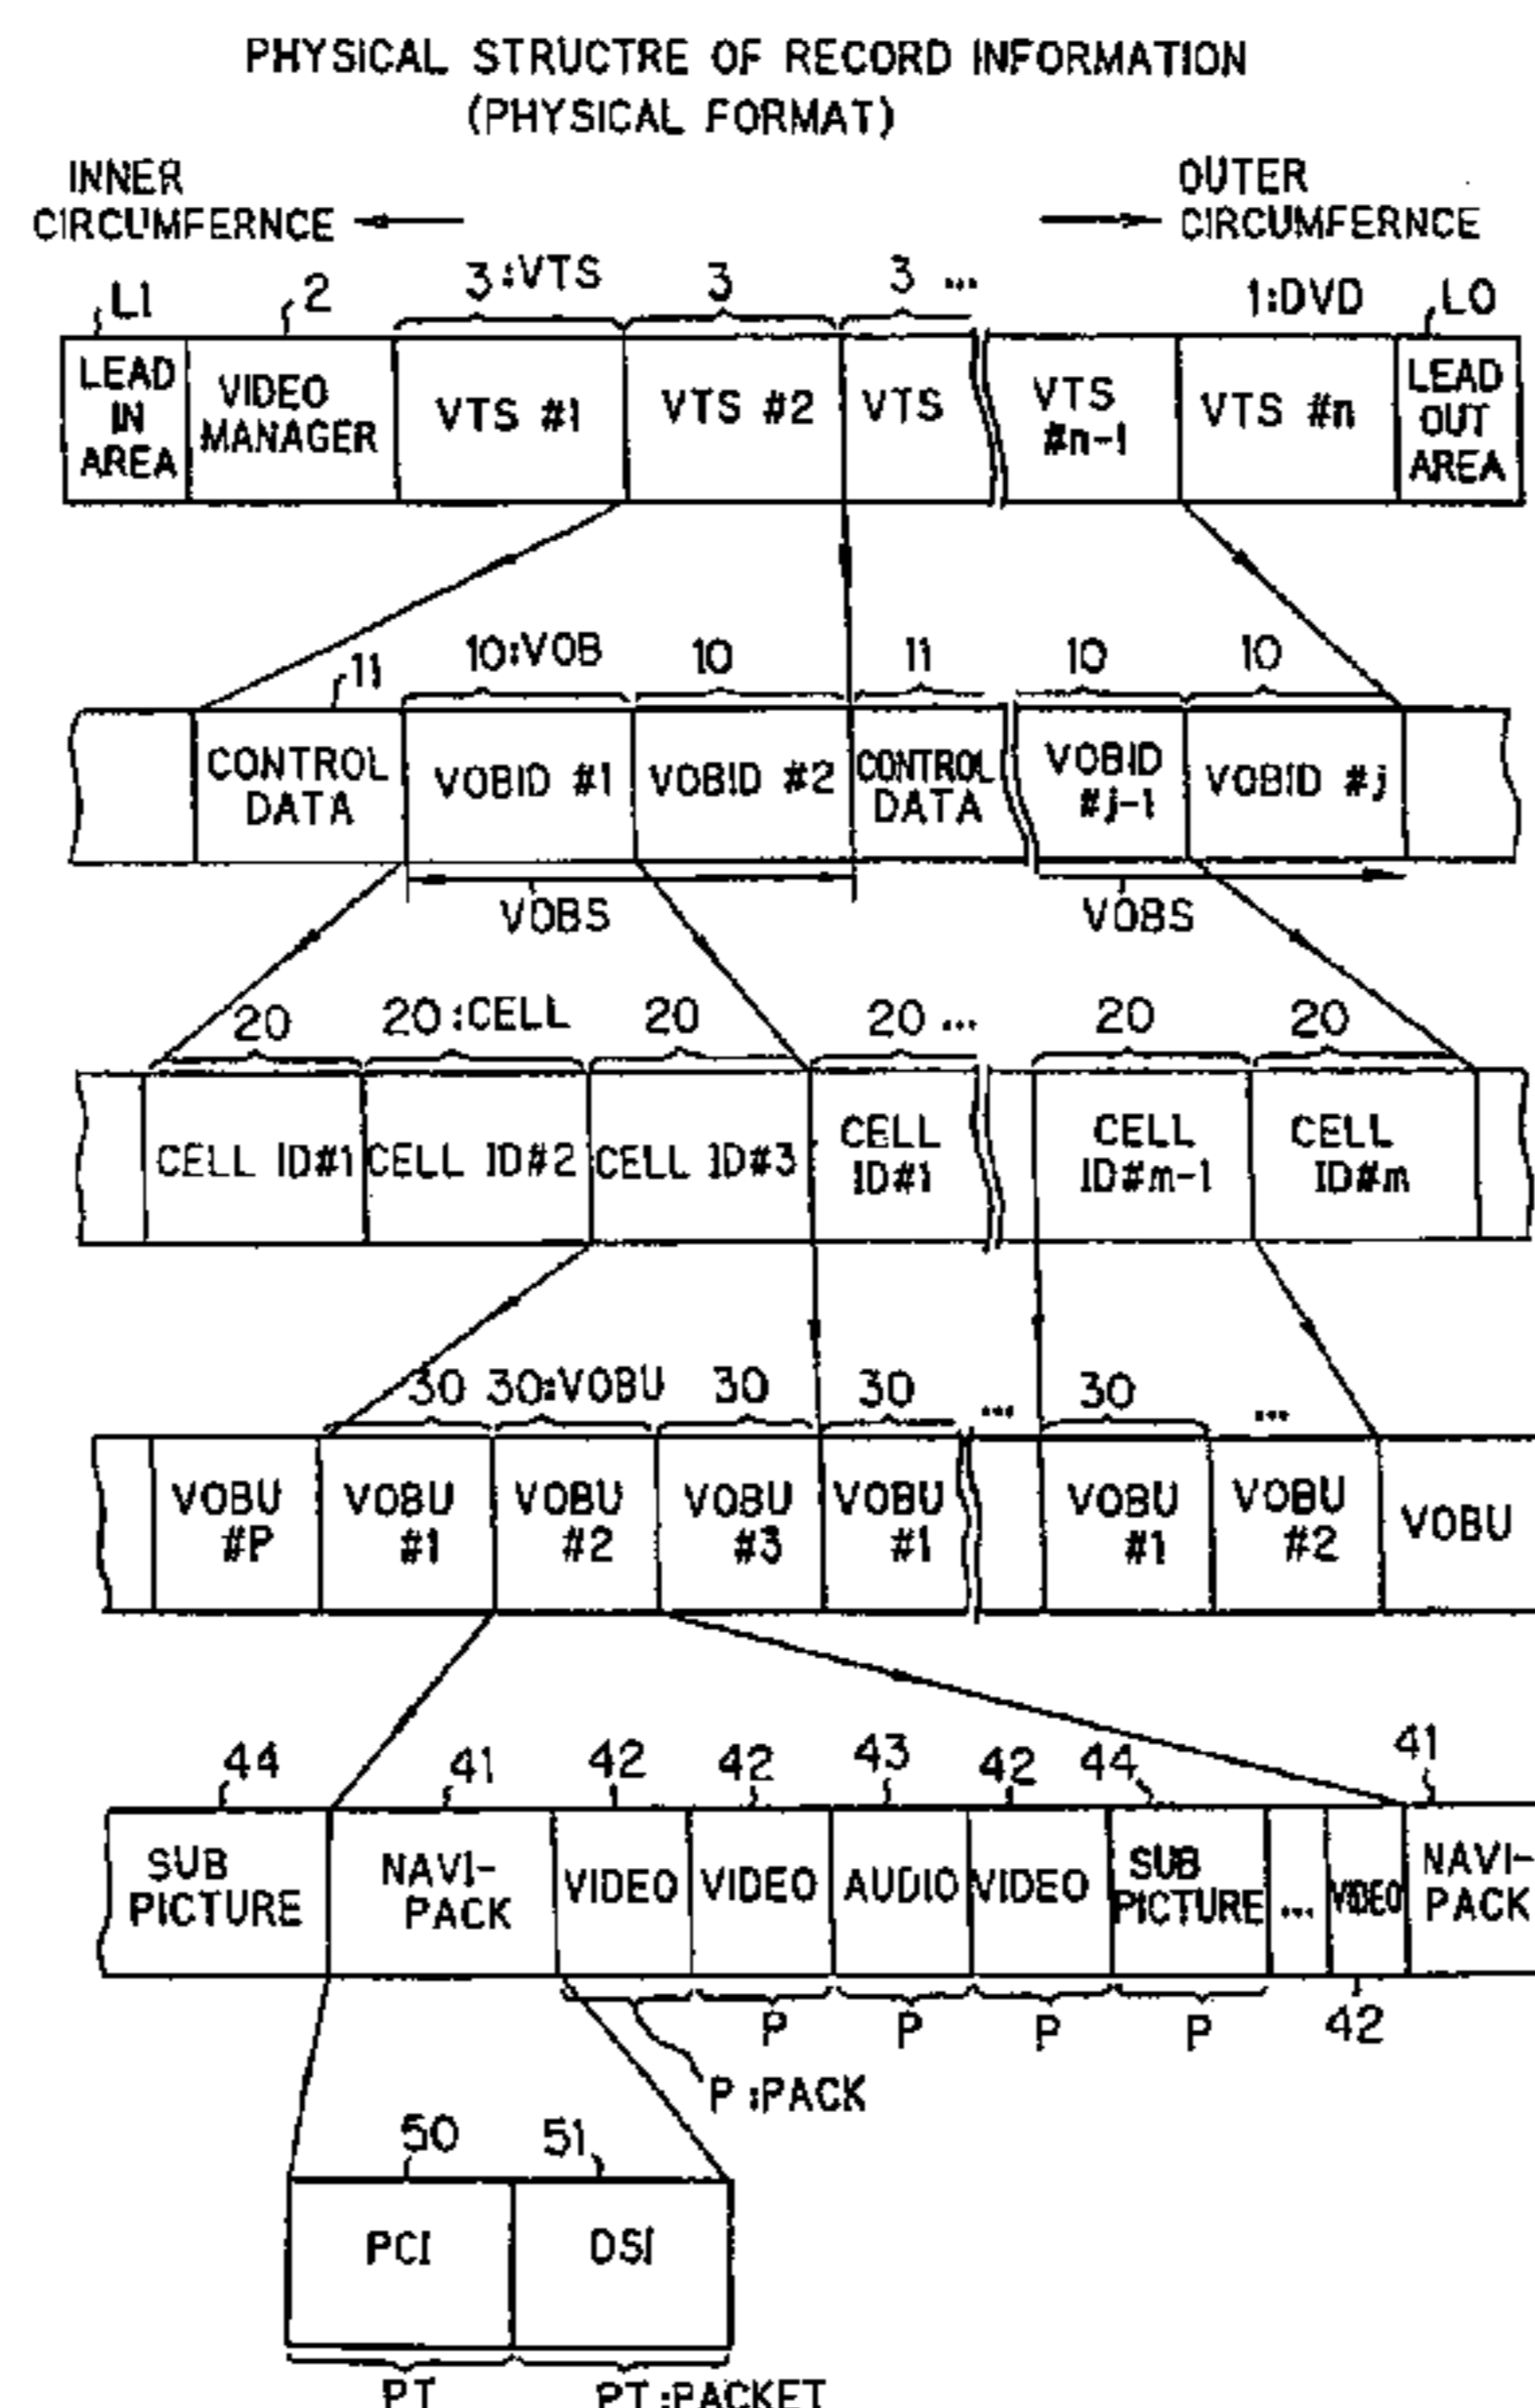 PHYSICAL STRUCTRE OF RECORD INFORMATION
(PHYSICAL FORMAT)
INNER
CIRCUMFERNCE
OUTER
CIRCUMFERNCE
LI 2 3:VTS 3 3 ... 1:DVD LO
LEAD IN AREA
VIDEO MANAGER
VTS #1
VTS #2
VTS
VTS #n-1
VTS #n
LEAD OUT AREA
11 10:VOB 10 11 10 10
CONTROL DATA
VOBID #1
VOBID #2
CONTROL DATA
VOBID #j-1
VOBID #j
VOBS
VOBS
20 20:CELL 20 20 ... 20 20
CELL ID#1
CELL ID#2
CELL ID#3
CELL ID#1
CELL ID#m-1
CELL ID#m
30 30:VOBU 30 30 ... 30 ...
VOBU #P
VOBU #1
VOBU #2
VOBU #3
VOBU #1
VOBU #1
VOBU #2
VOBU
44 41 42 42 43 42 44 41
SUB PICTURE
NAVI-PACK
VIDEO
VIDEO
AUDIO
VIDEO
SUB PICTURE
...
VIDEO
NAVI-PACK
P P P P 42
P:PACK
50 51
PCI
DSI
PT PT:PACKET